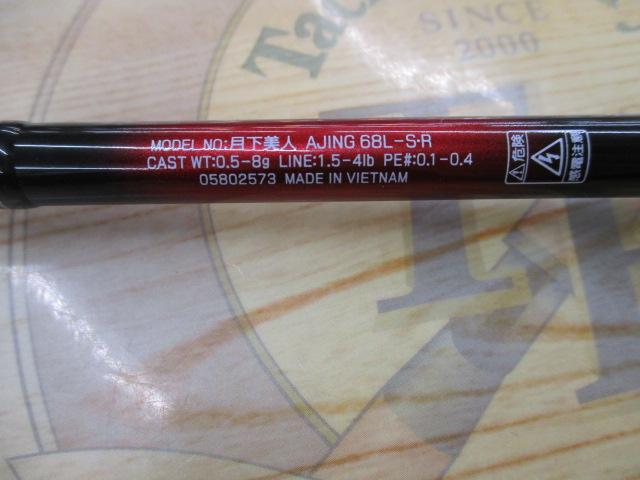 Tack
SINCE
2000
MODEL NO:月下美人 AJING 68L-S·R
CAST WT:0.5-8g LINE:1.5-4lb PE#:0.1-0.4
05802573 MADE IN VIETNAM
危険
感電注意